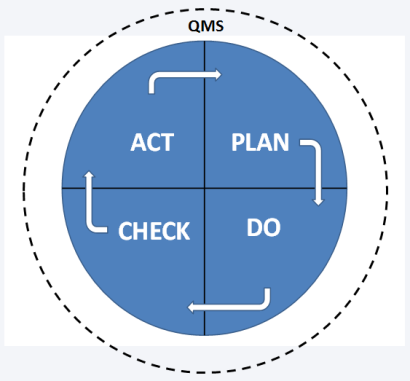 QMS
ACT PLAN
CHECK DO